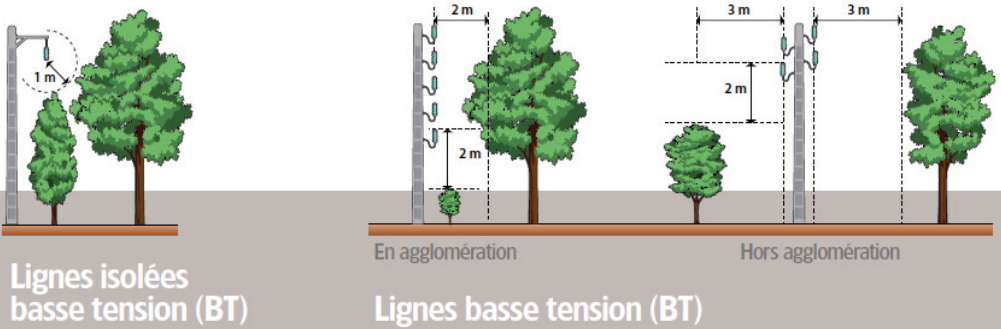 1 m
2 m
2 m
3 m
3 m
2 m
En agglomération
Hors agglomération
Lignes isolées
basse tension (BT)
Lignes basse tension (BT)